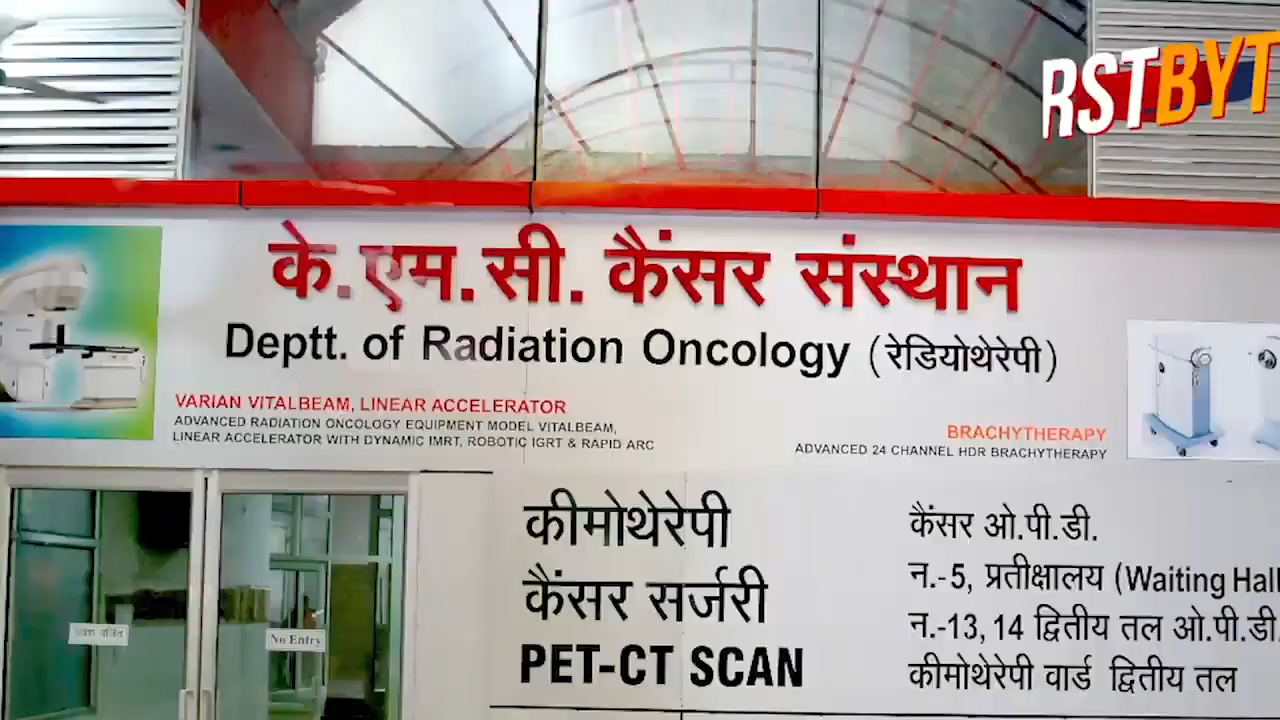 RSTBYT
के.एम.सी. कैंसर संस्थान
Deptt. of Radiation Oncology (रेडियोथेरेपी)
VARIAN VITALBEAM, LINEAR ACCELERATOR
ADVANCED RADIATION ONCOLOGY EQUIPMENT MODEL VITALBEAM,
LINEAR ACCELERATOR WITH DYNAMIC IMRT, ROBOTIC IGRT & RAPID ARC
BRACHYTHERAPY
ADVANCED 24 CHANNEL HDR BRACHYTHERAPY
कीमोथेरेपी
कैंसर सर्जरी
PET-CT SCAN
कैंसर ओ.पी.डी.
न.-5, प्रतीक्षालय (Waiting Hall
न.-13, 14 द्वितीय तल ओ.पी.डी.
कीमोथेरेपी वार्ड द्वितीय तल
प्रवेश वर्जित
No Entry